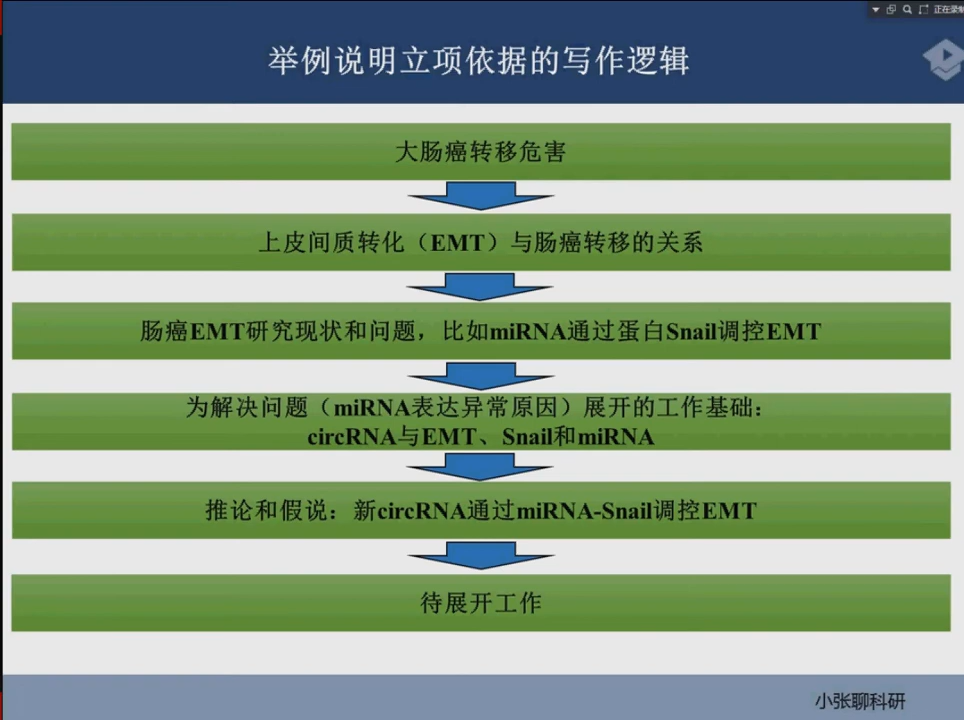 正在录制
举例说明立项依据的写作逻辑
大肠癌转移危害
上皮间质转化（EMT）与肠癌转移的关系
肠癌EMT研究现状和问题，比如miRNA通过蛋白Snail调控EMT
为解决问题（miRNA表达异常原因）展开的工作基础：
circRNA与EMT、Snail和miRNA
推论和假说：新circRNA通过miRNA-Snail调控EMT
待展开工作
小张聊科研